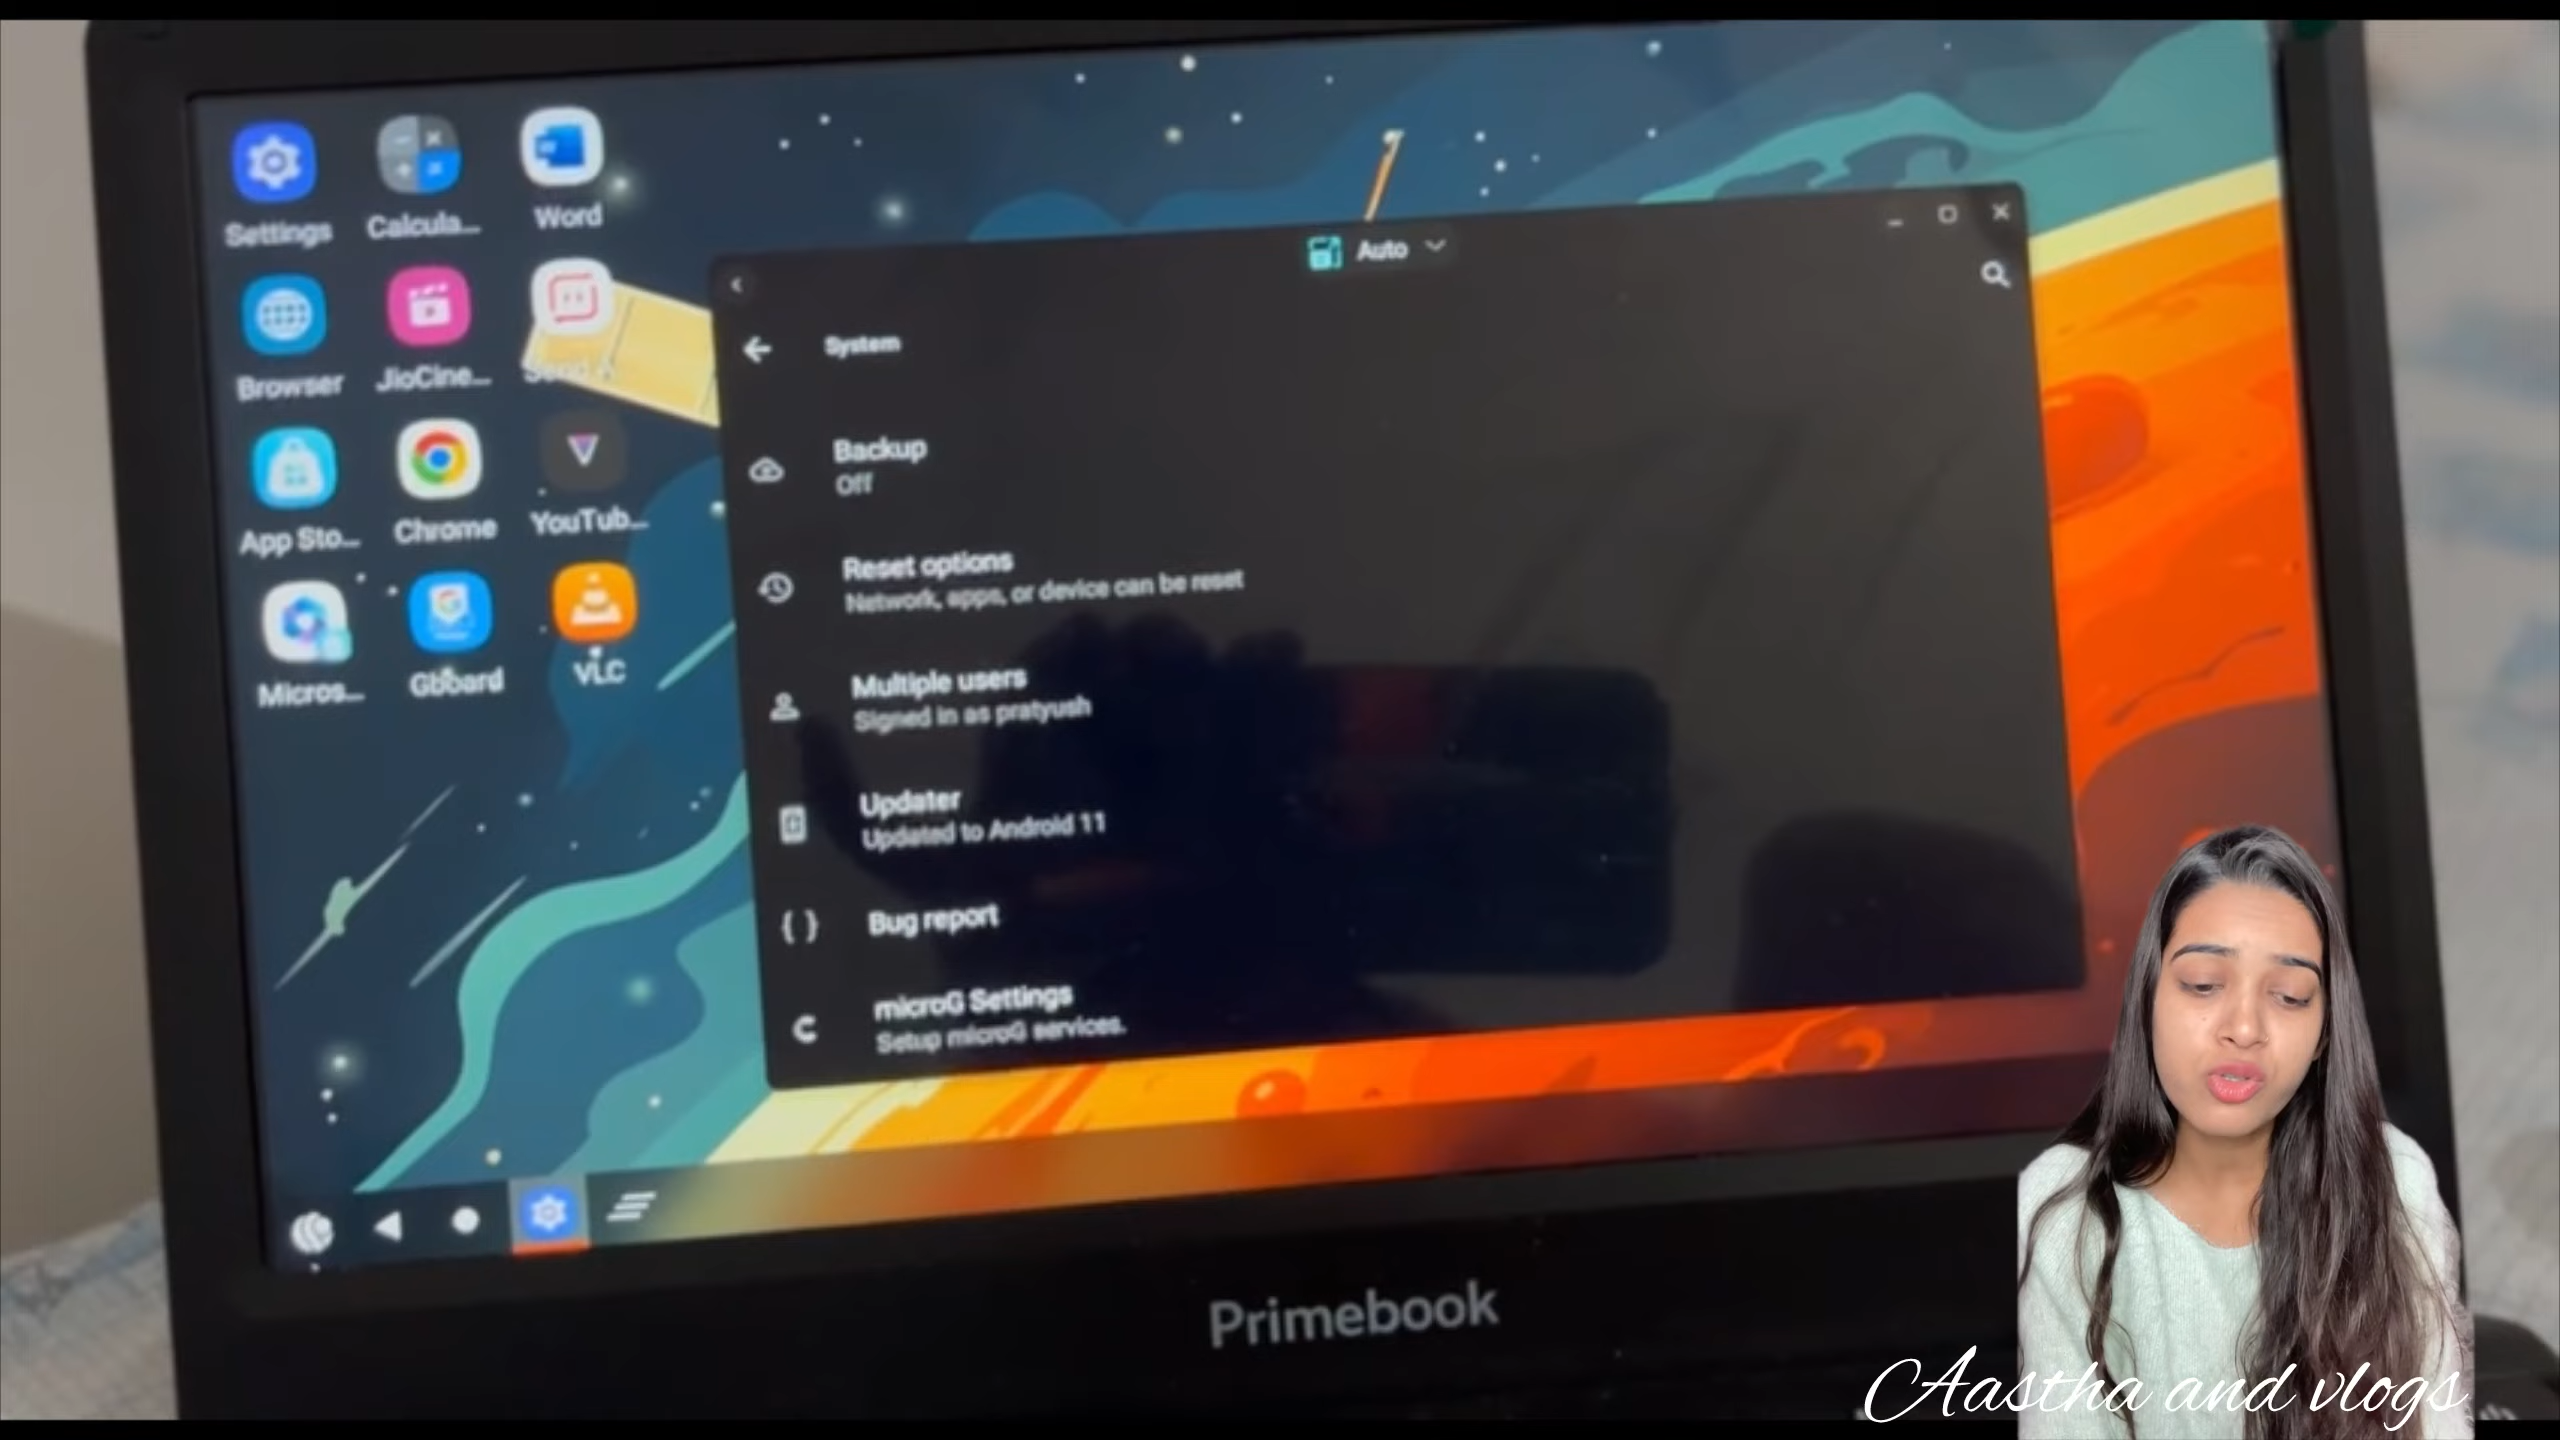 Settings
Calcula...
Word
Browser
JioCine...
App Sto...
Chrome
YouTub...
Micros...
Gboard
VLC
Auto
System
Backup
Off
Reset options
Network, apps, or device can be reset
Multiple users
Signed in as pratyush
Updater
Updated to Android 11
Bug report
microG Settings
Setup microG services.
Primebook
Aastha and vlogs